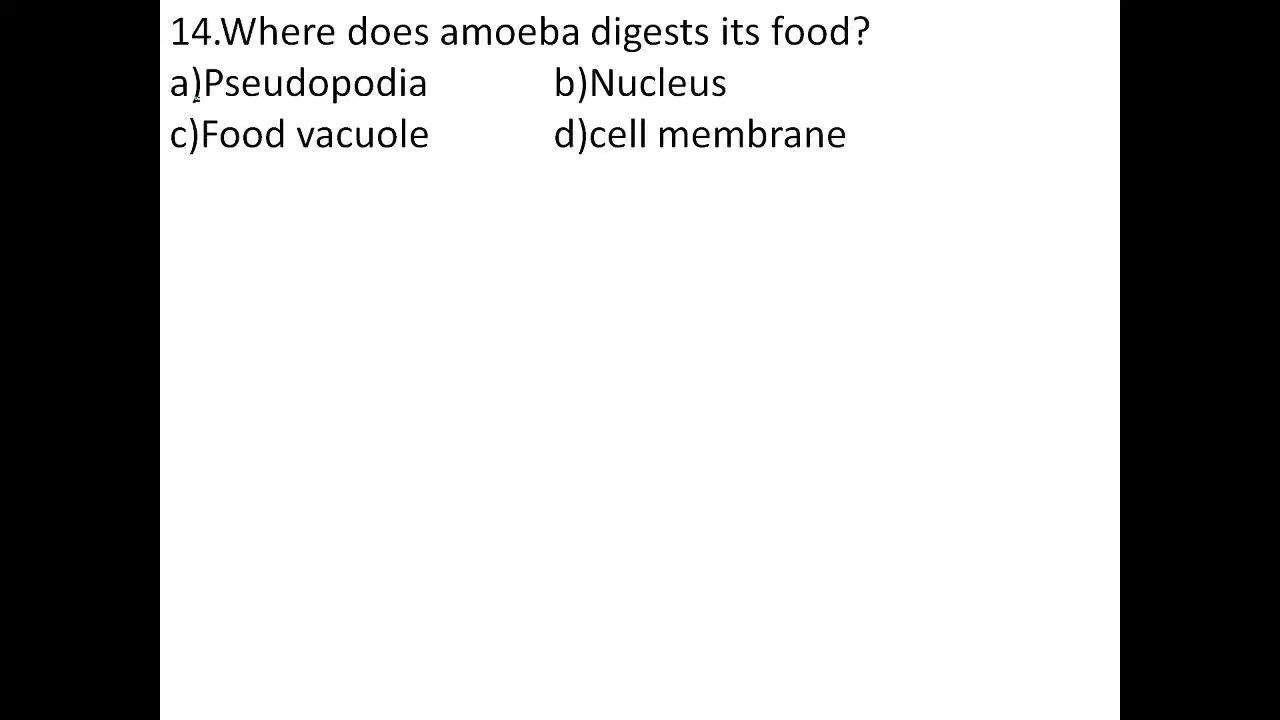 14.Where does amoeba digests its food?
a)Pseudopodia b)Nucleus
c)Food vacuole d)cell membrane